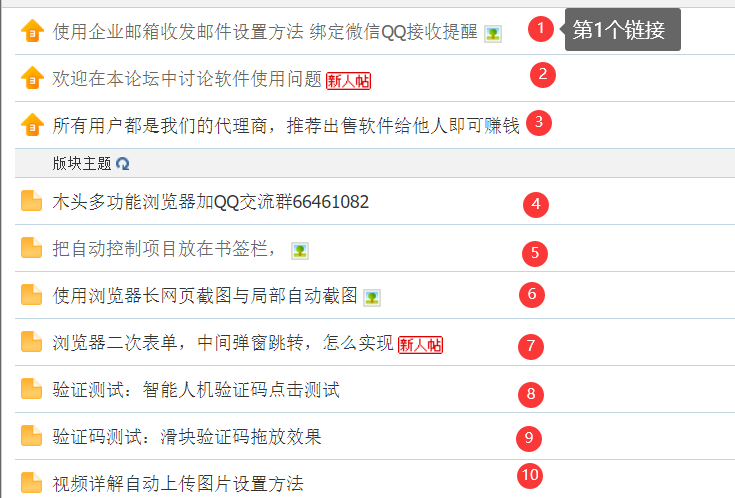 使用企业邮箱收发邮件设置方法 绑定微信QQ接收提醒 1 第1个链接
欢迎在本论坛中讨论软件使用问题 新人帖 2
所有用户都是我们的代理商，推荐出售软件给他人即可赚钱 3
版块主题
木头多功能浏览器加QQ交流群66461082 4
把自动控制项目放在书签栏， 5
使用浏览器长网页截图与局部自动截图 6
浏览器二次表单，中间弹窗跳转，怎么实现 新人帖 7
验证测试：智能人机验证码点击测试 8
验证码测试：滑块验证码拖放效果 9
视频详解自动上传图片设置方法 10